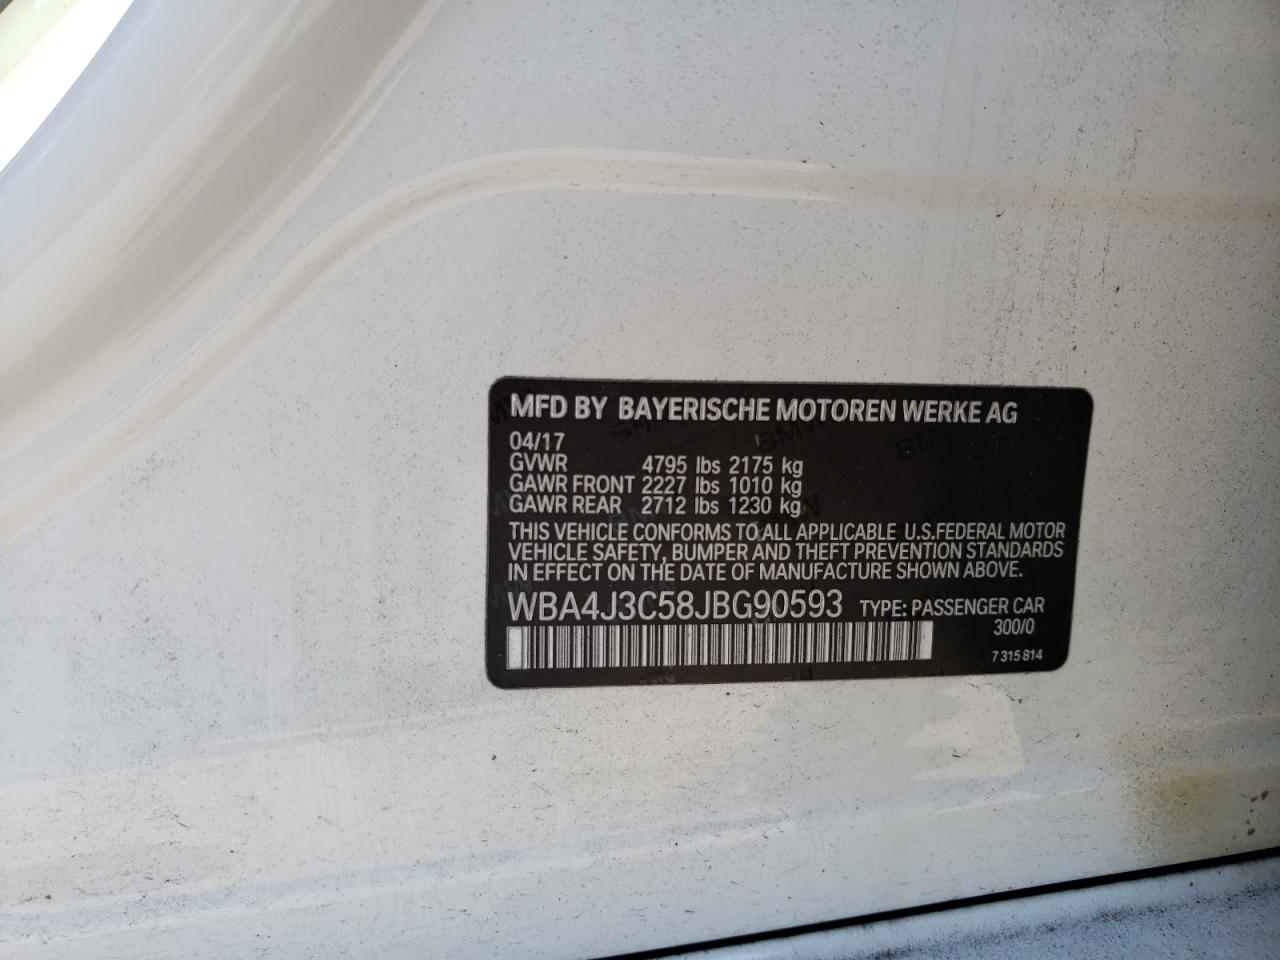 MFD BY BAYERISCHE MOTOREN WERKE AG
04/17
GVWR 4795 lbs 2175 kg
GAWR FRONT 2227 lbs 1010 kg
GAWR REAR 2712 lbs 1230 kg
THIS VEHICLE CONFORMS TO ALL APPLICABLE U.S.FEDERAL MOTOR
VEHICLE SAFETY, BUMPER AND THEFT PREVENTION STANDARDS
IN EFFECT ON THE DATE OF MANUFACTURE SHOWN ABOVE.
WBA4J3C58JBG90593 TYPE: PASSENGER CAR
300/0
7 315 814